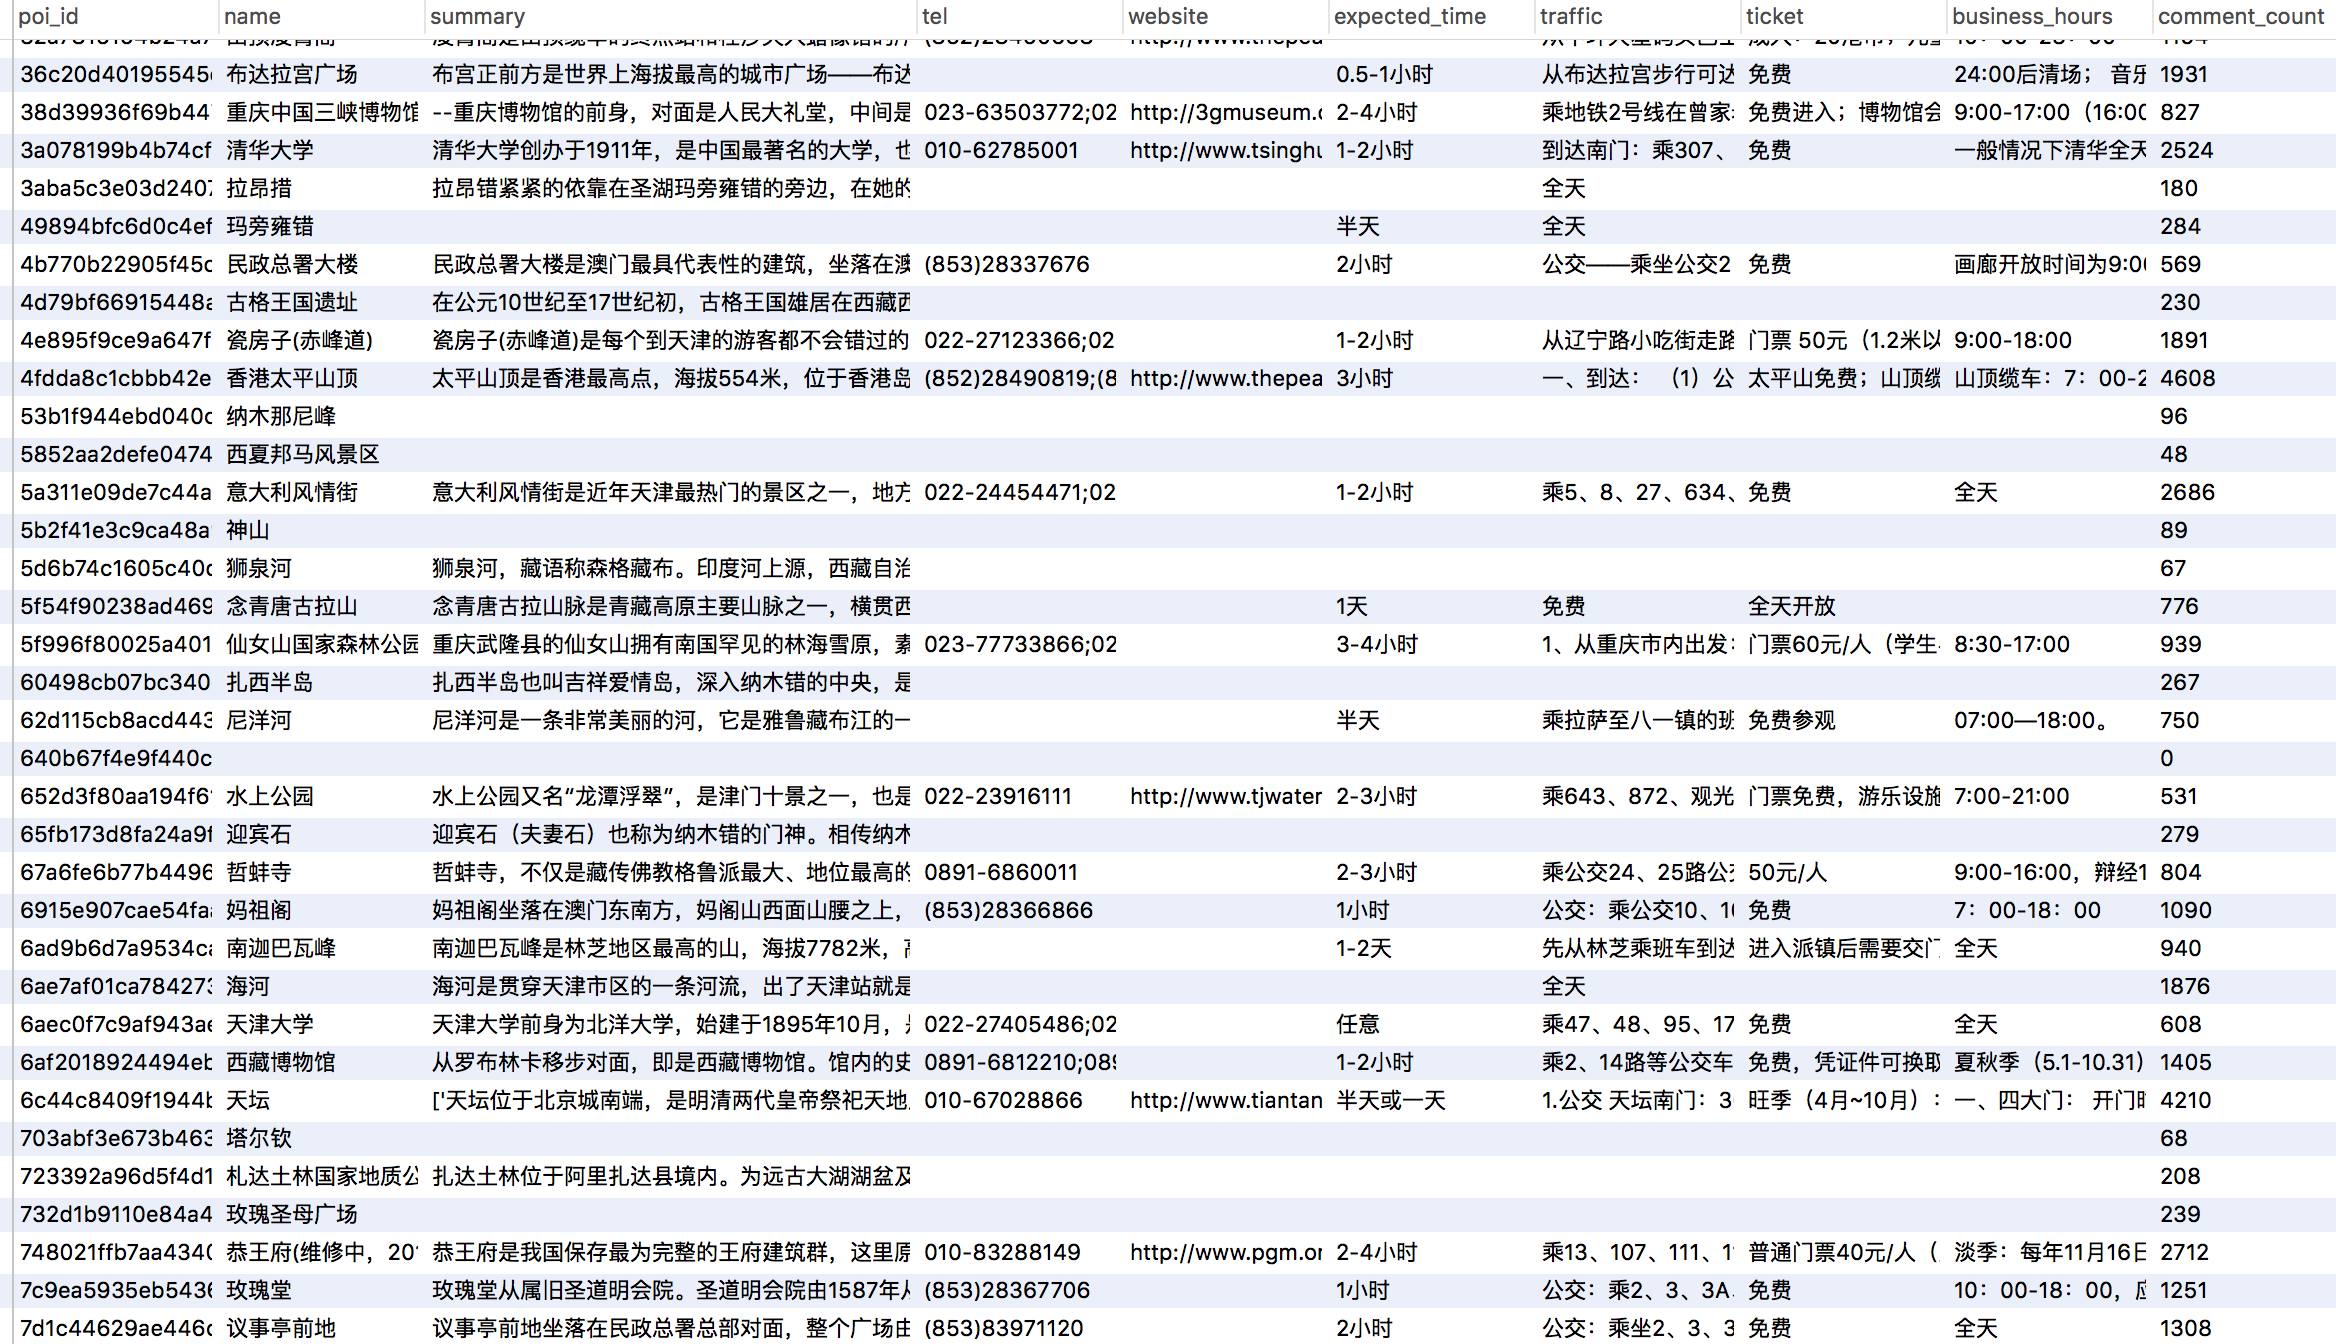 poi_id name summary tel website expected_time traffic ticket business_hours comment_count
36c20d40195545 布达拉宫广场 布宫正前方是世界上海拔最高的城市广场——布达 0.5-1小时 从布达拉宫步行可达 免费 24:00后清场； 音乐 1931
38d39936f69b44 重庆中国三峡博物馆 --重庆博物馆的前身，对面是人民大礼堂，中间是 023-63503772;02 http://3gmuseum.c 2-4小时 乘地铁2号线在曾家 免费进入；博物馆会 9:00-17:00（16:00 827
3a078199b4b74cf 清华大学 清华大学创办于1911年，是中国最著名的大学，也 010-62785001 http://www.tsinghu 1-2小时 到达南门：乘307、 免费 一般情况下清华全天 2524
3aba5c3e03d2407 拉昂措 拉昂错紧紧的依靠在圣湖玛旁雍错的旁边，在她的 全天 180
49894bfc6d0c4ef 玛旁雍错 半天 全天 284
4b770b22905f45c 民政总署大楼 民政总署大楼是澳门最具代表性的建筑，坐落在澳 (853)28337676 2小时 公交——乘坐公交2 免费 画廊开放时间为9:00 569
4d79bf66915448a 古格王国遗址 在公元10世纪至17世纪初，古格王国雄居在西藏西 230
4e895f9ce9a647f 瓷房子(赤峰道) 瓷房子(赤峰道)是每个到天津的游客都不会错过的 022-27123366;02 1-2小时 从辽宁路小吃街走路 门票 50元（1.2米以 9:00-18:00 1891
4fdda8c1cbbb42e 香港太平山顶 太平山顶是香港最高点，海拔554米，位于香港岛 (852)28490819;(8 http://www.thepea 3小时 一、到达： （1）公 太平山免费；山顶缆 山顶缆车：7：00-2 4608
53b1f944ebd040c 纳木那尼峰 96
5852aa2defe0474 西夏邦马风景区 48
5a311e09de7c44a 意大利风情街 意大利风情街是近年天津最热门的景区之一，地方 022-24454471;02 1-2小时 乘5、8、27、634、 免费 全天 2686
5b2f41e3c9ca48a 神山 89
5d6b74c1605c40c 狮泉河 狮泉河，藏语称森格藏布。印度河上源，西藏自治 67
5f54f90238ad469 念青唐古拉山 念青唐古拉山脉是青藏高原主要山脉之一，横贯西 1天 免费 全天开放 776
5f996f80025a401 仙女山国家森林公园 重庆武隆县的仙女山拥有南国罕见的林海雪原，素 023-77733866;02 3-4小时 1、从重庆市内出发： 门票60元/人（学生 8:30-17:00 939
60498cb07bc340 扎西半岛 扎西半岛也叫吉祥爱情岛，深入纳木错的中央，是 267
62d115cb8acd443 尼洋河 尼洋河是一条非常美丽的河，它是雅鲁藏布江的一 半天 乘拉萨至八一镇的班 免费参观 07:00—18:00。 750
640b67f4e9f440c 0
652d3f80aa194f6 水上公园 水上公园又名“龙潭浮翠”，是津门十景之一，也是 022-23916111 http://www.tjwater 2-3小时 乘643、872、观光 门票免费，游乐设施 7:00-21:00 531
65fb173d8fa24a9f 迎宾石 迎宾石（夫妻石）也称为纳木错的门神。相传纳木 279
67a6fe6b77b4496 哲蚌寺 哲蚌寺，不仅是藏传佛教格鲁派最大、地位最高的 0891-6860011 2-3小时 乘公交24、25路公交 50元/人 9:00-16:00，辩经1 804
6915e907cae54fa 妈祖阁 妈祖阁坐落在澳门东南方，妈阁山西面山腰之上， (853)28366866 1小时 公交：乘公交10、1 免费 7：00-18：00 1090
6ad9b6d7a9534ca 南迦巴瓦峰 南迦巴瓦峰是林芝地区最高的山，海拔7782米，高 1-2天 先从林芝乘班车到达 进入派镇后需要交门 全天 940
6ae7af01ca784273 海河 海河是贯穿天津市区的一条河流，出了天津站就是 全天 1876
6aec0f7c9af943ae 天津大学 天津大学前身为北洋大学，始建于1895年10月， 022-27405486;02 任意 乘47、48、95、17 免费 全天 608
6af2018924494eb 西藏博物馆 从罗布林卡移步对面，即是西藏博物馆。馆内的史 0891-6812210;089 1-2小时 乘2、14路等公交车 免费，凭证件可换取 夏秋季（5.1-10.31） 1405
6c44c8409f1944b 天坛 ['天坛位于北京城南端，是明清两代皇帝祭祀天地 010-67028866 http://www.tiantan 半天或一天 1.公交 天坛南门：3 旺季（4月~10月）： 一、四大门： 开门时 4210
703abf3e673b463 塔尔钦 68
723392a96d5f4d1 札达土林国家地质公 扎达土林位于阿里扎达县境内。为远古大湖湖盆及 208
732d1b9110e84a4 玫瑰圣母广场 239
748021ffb7aa4340 恭王府(维修中，20 恭王府是我国保存最为完整的王府建筑群，这里原 010-83288149 http://www.pgm.or 2-4小时 乘13、107、111、1 普通门票40元/人（ 淡季：每年11月16日 2712
7c9ea5935eb5436 玫瑰堂 玫瑰堂从属旧圣道明会院。圣道明会院由1587年从 (853)28367706 1小时 公交：乘2、3、3A 免费 10：00-18：00，应 1251
7d1c44629ae446c 议事亭前地 议事亭前地坐落在民政总署总部对面，整个广场由 (853)83971120 2小时 公交：乘坐2、3、3 免费 全天 1308